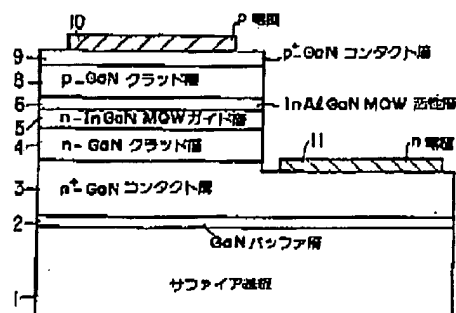 10
p 電極
9
p⁺-GaN コンタクト層
8
p-GaN クラッド層
6
InAlGaN MQW 活性層
5
n-InGaN MQWガイド層
4
n-GaN クラッド層
11
n 電極
3
n⁺-GaN コンタクト層
2
GaN バッファ層
1
サファイア基板